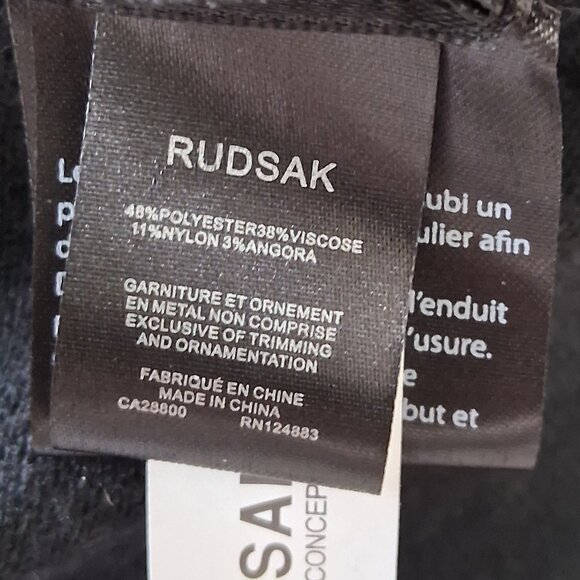 RUDSAK
48%POLYESTER38%VISCOSE
11%NYLON 3%ANGORA
GARNITURE ET ORNEMENT
EN METAL NON COMPRISE
EXCLUSIVE OF TRIMMING
AND ORNAMENTATION
FABRIQUÉ EN CHINE
MADE IN CHINA
CA28800 RN124883
ubi un
ulier afin
l'enduit
'usure.
e
but et
SA
CONCEP